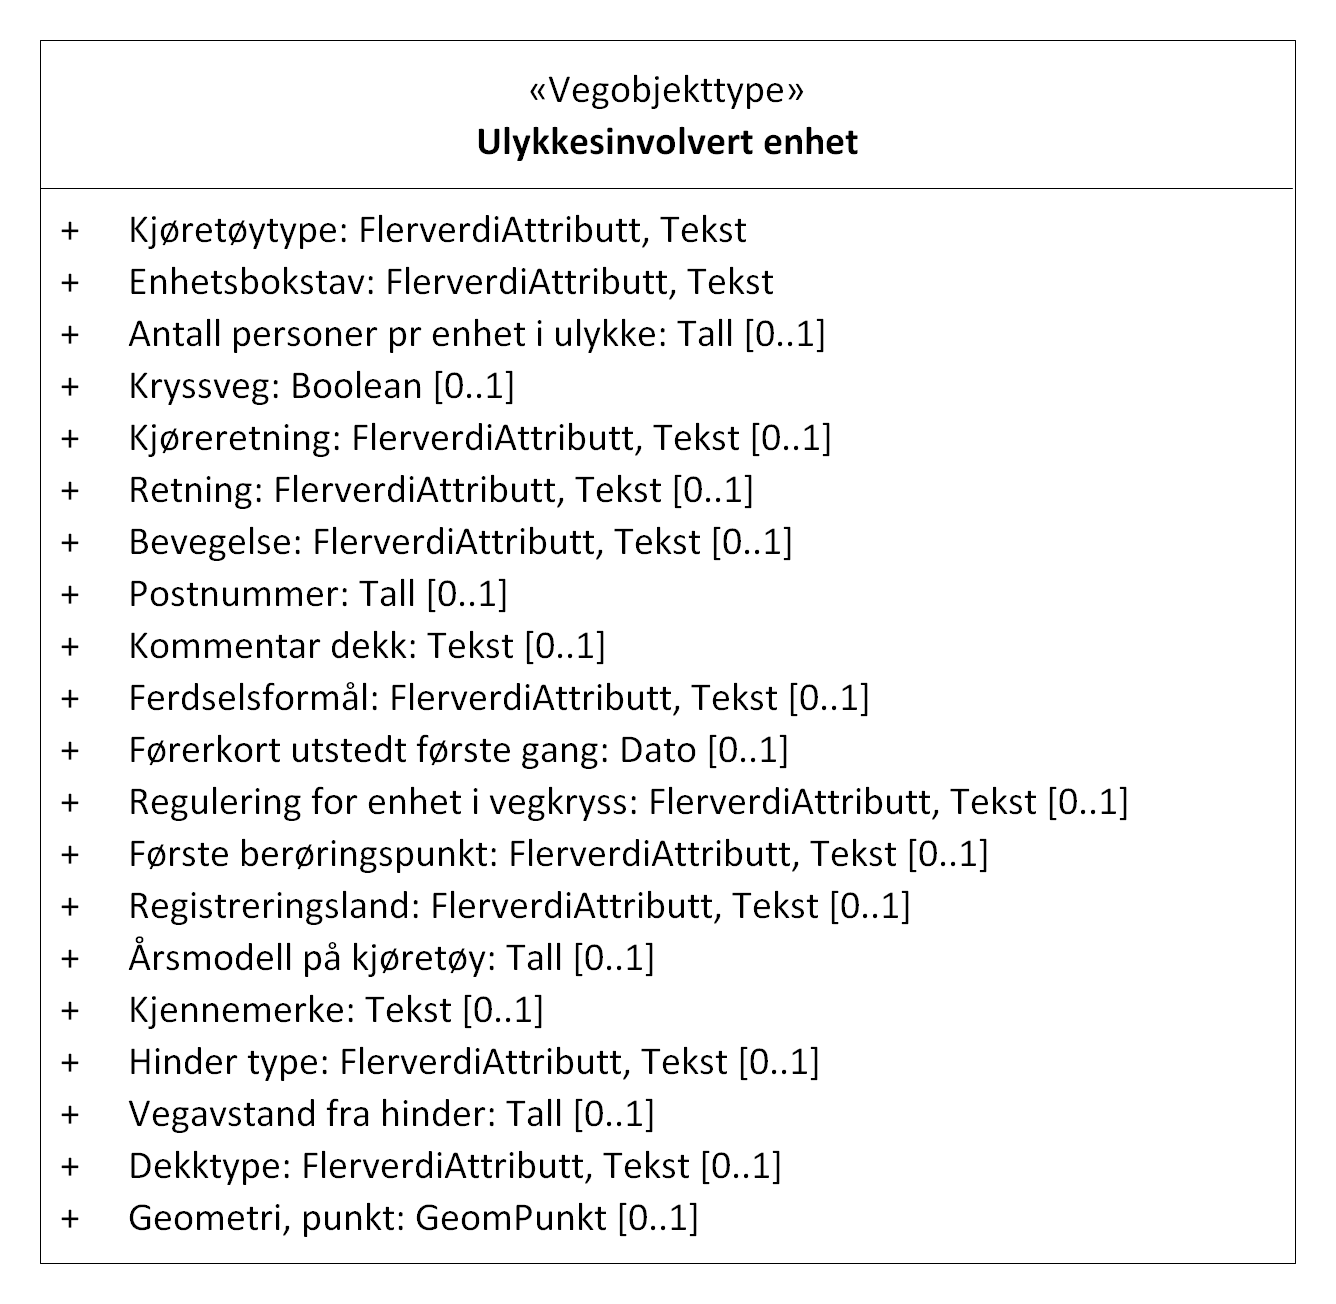 «Vegobjekttype»
Ulykkesinvolvert enhet
+ Kjøretøytype: FlerverdiAttributt, Tekst
+ Enhetsbokstav: FlerverdiAttributt, Tekst
+ Antall personer pr enhet i ulykke: Tall [0..1]
+ Kryssveg: Boolean [0..1]
+ Kjøreretning: FlerverdiAttributt, Tekst [0..1]
+ Retning: FlerverdiAttributt, Tekst [0..1]
+ Bevegelse: FlerverdiAttributt, Tekst [0..1]
+ Postnummer: Tall [0..1]
+ Kommentar dekk: Tekst [0..1]
+ Ferdselsformål: FlerverdiAttributt, Tekst [0..1]
+ Førerkort utstedt første gang: Dato [0..1]
+ Regulering for enhet i vegkryss: FlerverdiAttributt, Tekst [0..1]
+ Første berøringspunkt: FlerverdiAttributt, Tekst [0..1]
+ Registreringsland: FlerverdiAttributt, Tekst [0..1]
+ Årsmodell på kjøretøy: Tall [0..1]
+ Kjennemerke: Tekst [0..1]
+ Hinder type: FlerverdiAttributt, Tekst [0..1]
+ Vegavstand fra hinder: Tall [0..1]
+ Dekktype: FlerverdiAttributt, Tekst [0..1]
+ Geometri, punkt: GeomPunkt [0..1]